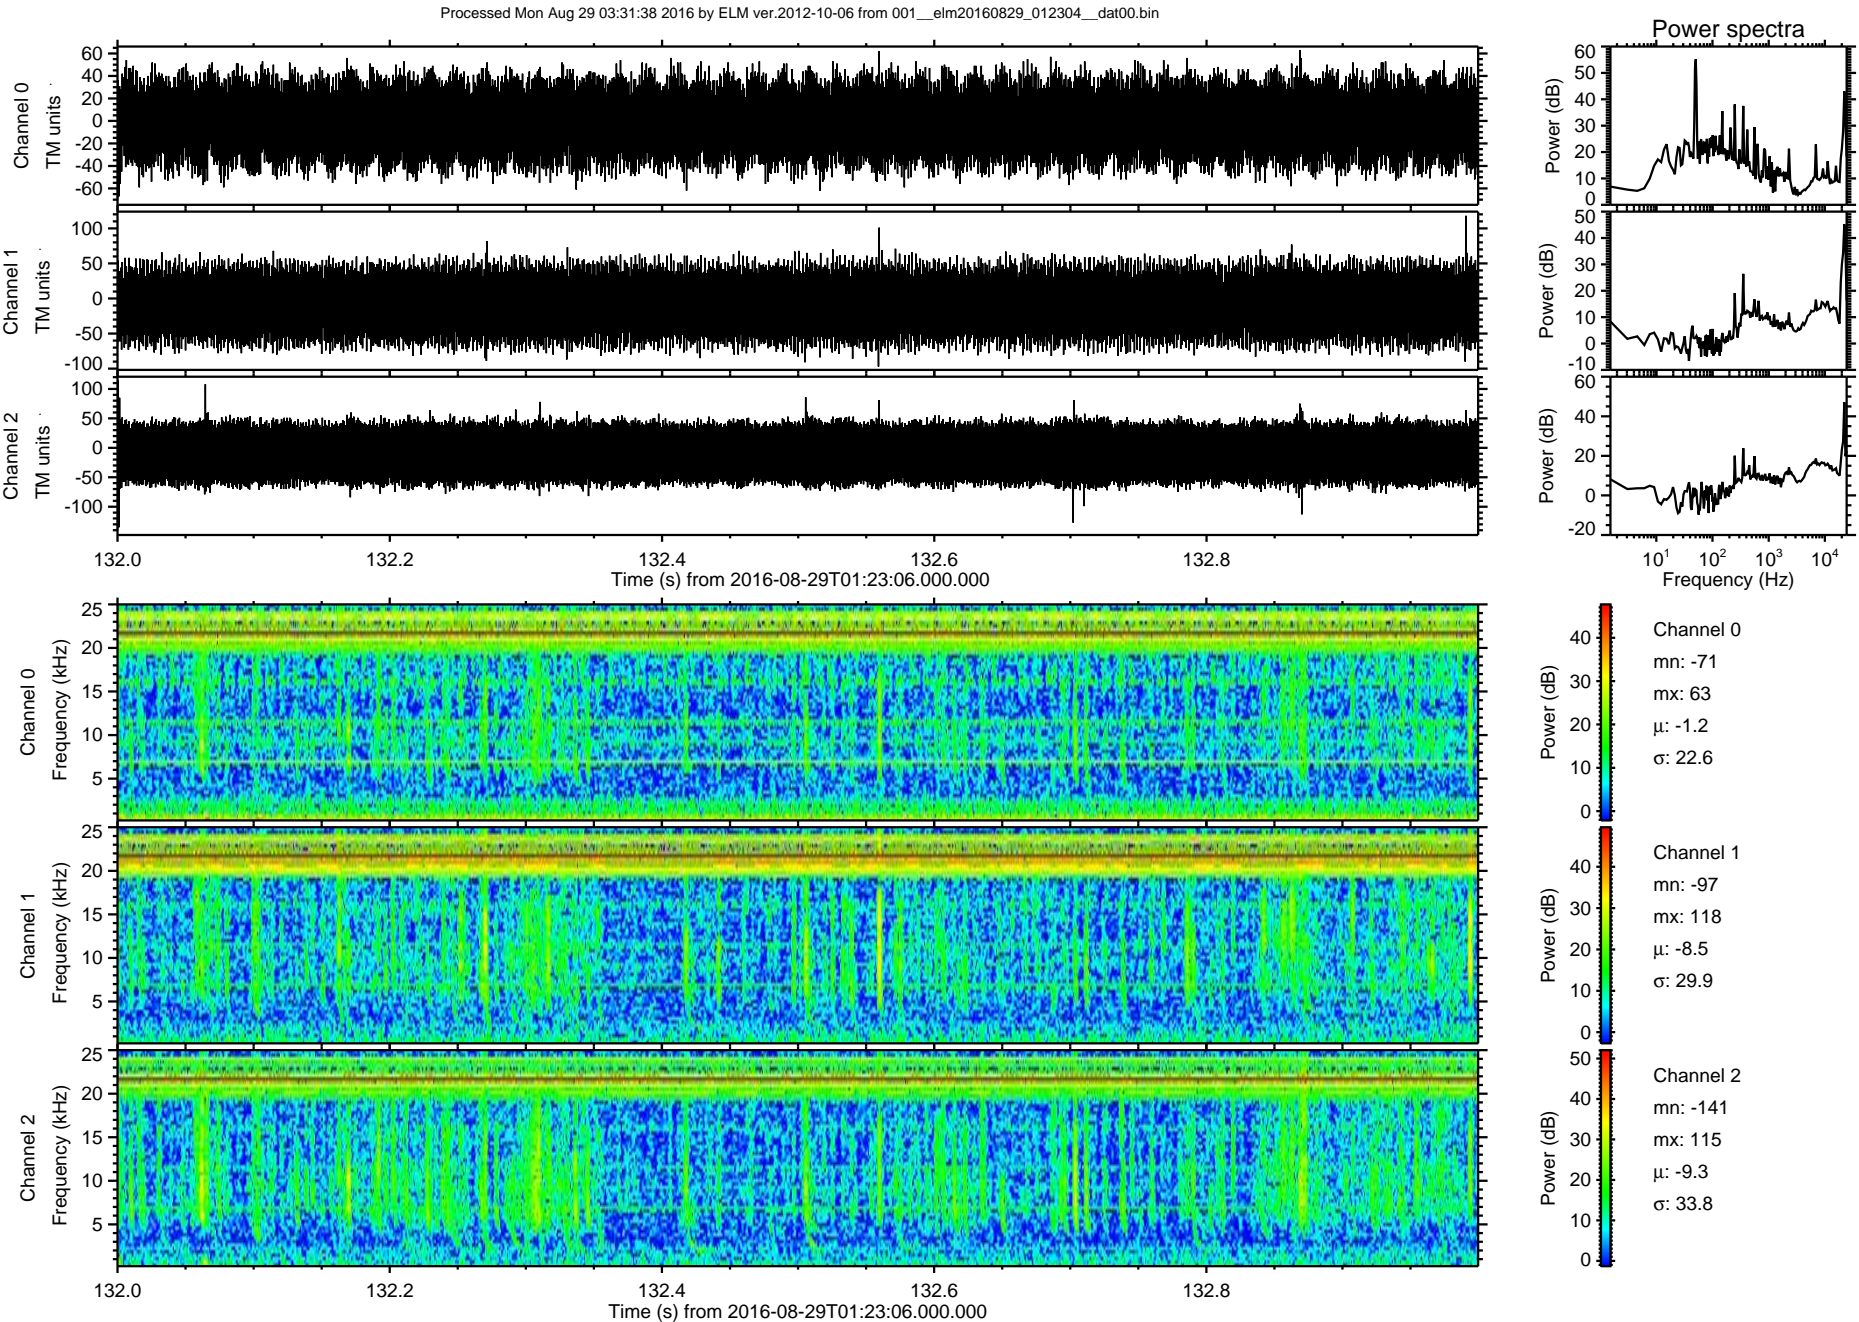 Processed Mon Aug 29 03:31:38 2016 by ELM ver.2012-10-06 from 001__elm20160829_012304__dat00.bin
Power spectra
Channel 0
TM units
60
40
20
0
-20
-40
-60
Power (dB)
60
50
40
30
20
10
0
Channel 1
TM units
100
50
0
-50
-100
Power (dB)
50
40
30
20
10
0
-10
Channel 2
TM units
100
50
0
-50
-100
Power (dB)
60
40
20
0
-20
132.0 132.2 132.4 132.6 132.8
Time (s) from 2016-08-29T01:23:06.000.000
10^1 10^2 10^3 10^4
Frequency (Hz)
Channel 0
Frequency (kHz)
25
20
15
10
5
Power (dB)
40
30
20
10
0
Channel 0
mn: -71
mx: 63
μ: -1.2
σ: 22.6
Channel 1
Frequency (kHz)
25
20
15
10
5
Power (dB)
40
30
20
10
0
Channel 1
mn: -97
mx: 118
μ: -8.5
σ: 29.9
Channel 2
Frequency (kHz)
25
20
15
10
5
Power (dB)
50
40
30
20
10
0
Channel 2
mn: -141
mx: 115
μ: -9.3
σ: 33.8
132.0 132.2 132.4 132.6 132.8
Time (s) from 2016-08-29T01:23:06.000.000